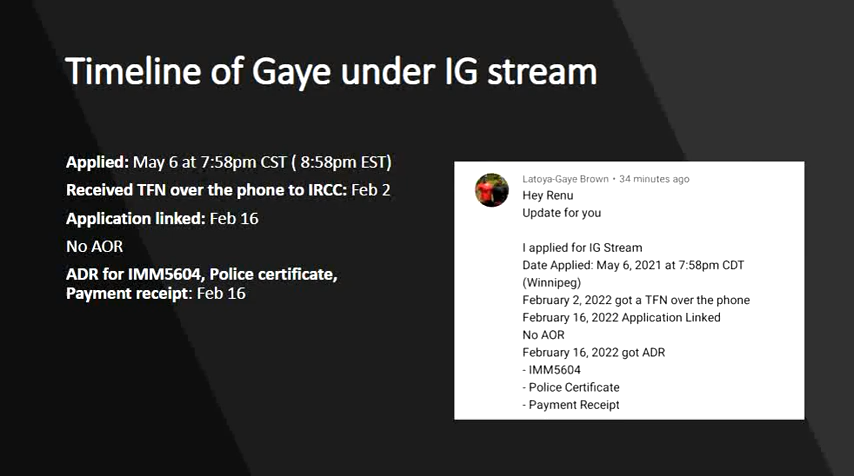 Timeline of Gaye under IG stream
Applied: May 6 at 7:58pm CST ( 8:58pm EST)
Received TFN over the phone to IRCC: Feb 2
Application linked: Feb 16
No AOR
ADR for IMM5604, Police certificate,
Payment receipt: Feb 16
Latoya-Gaye Brown • 34 minutes ago
Hey Renu
Update for you
I applied for IG Stream
Date Applied: May 6, 2021 at 7:58pm CDT
(Winnipeg)
February 2, 2022 got a TFN over the phone
February 16, 2022 Application Linked
No AOR
February 16, 2022 got ADR
- IMM5604
- Police Certificate
- Payment Receipt